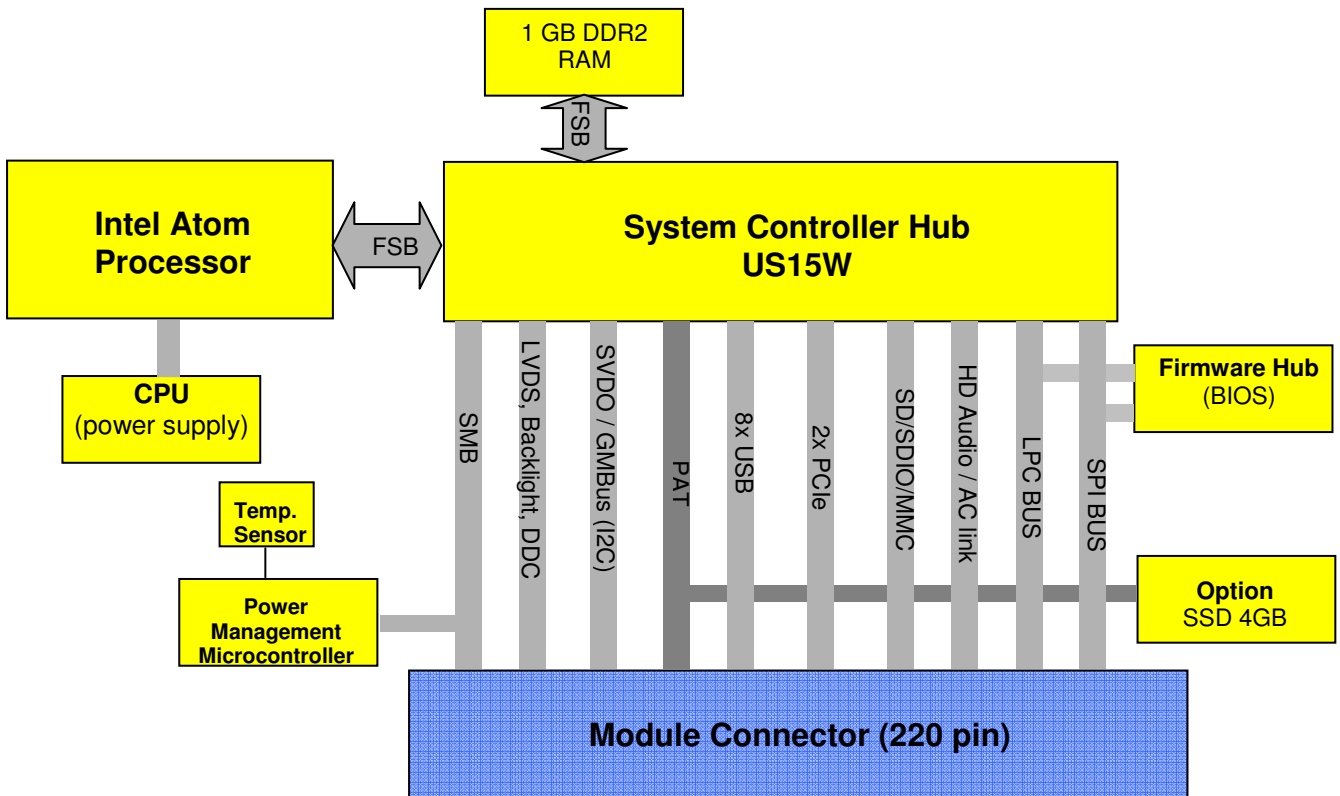 1 GB DDR2
RAM
FSB
Intel Atom
Processor
FSB
System Controller Hub
US15W
CPU
(power supply)
Temp.
Sensor
Power
Management
Microcontroller
SMB
LVDS, Backlight, DDC
SVDO / GMBus (I2C)
PAT
8x USB
2x PCIe
SD/SDIO/MMC
HD Audio / AC link
LPC BUS
SPI BUS
Firmware Hub
(BIOS)
Option
SSD 4GB
Module Connector (220 pin)